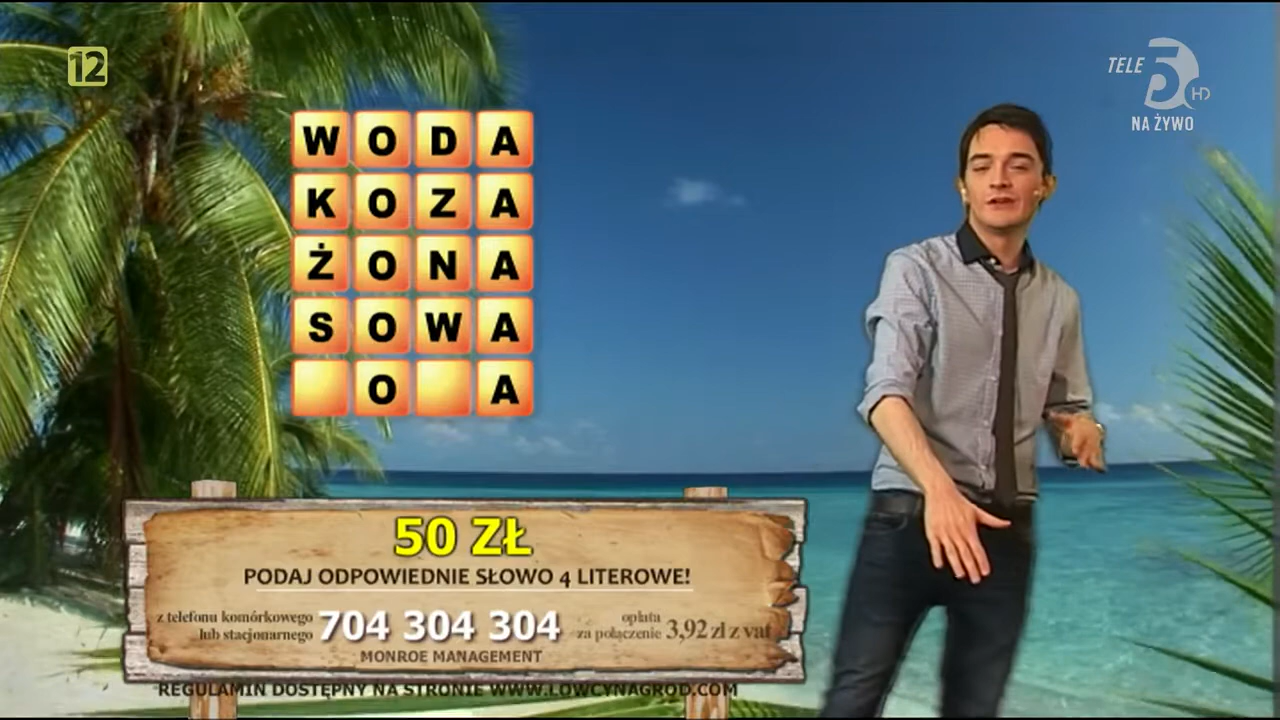 12
TELE 5 HD
NA ŻYWO
WODA
KOZA
ŻONA
SOWA
O A
50 ZŁ
PODAJ ODPOWIEDNIE SŁOWO 4 LITEROWE!
z telefonu komórkowego
lub stacjonarnego
704 304 304
opłata
za połączenie 3,92 zł z vat
MONROE MANAGEMENT
REGULAMIN DOSTĘPNY NA STRONIE WWW.LOWCYNAGROD.COM